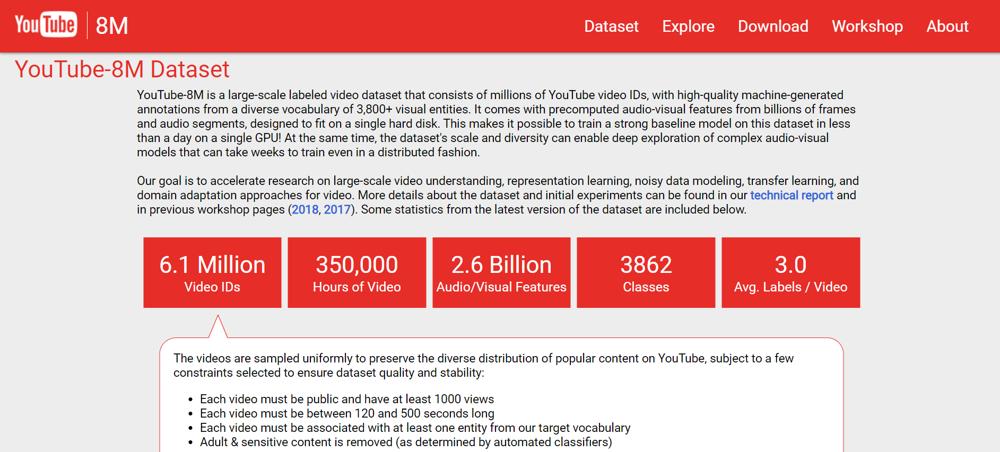 YouTube 8M
Dataset Explore Download Workshop About
YouTube-8M Dataset
YouTube-8M is a large-scale labeled video dataset that consists of millions of YouTube video IDs, with high-quality machine-generated
annotations from a diverse vocabulary of 3,800+ visual entities. It comes with precomputed audio-visual features from billions of frames
and audio segments, designed to fit on a single hard disk. This makes it possible to train a strong baseline model on this dataset in less
than a day on a single GPU! At the same time, the dataset's scale and diversity can enable deep exploration of complex audio-visual
models that can take weeks to train even in a distributed fashion.
Our goal is to accelerate research on large-scale video understanding, representation learning, noisy data modeling, transfer learning, and
domain adaptation approaches for video. More details about the dataset and initial experiments can be found in our technical report and
in previous workshop pages (2018, 2017). Some statistics from the latest version of the dataset are included below.
6.1 Million
Video IDs
350,000
Hours of Video
2.6 Billion
Audio/Visual Features
3862
Classes
3.0
Avg. Labels / Video
The videos are sampled uniformly to preserve the diverse distribution of popular content on YouTube, subject to a few
constraints selected to ensure dataset quality and stability:
• Each video must be public and have at least 1000 views
• Each video must be between 120 and 500 seconds long
• Each video must be associated with at least one entity from our target vocabulary
• Adult & sensitive content is removed (as determined by automated classifiers)